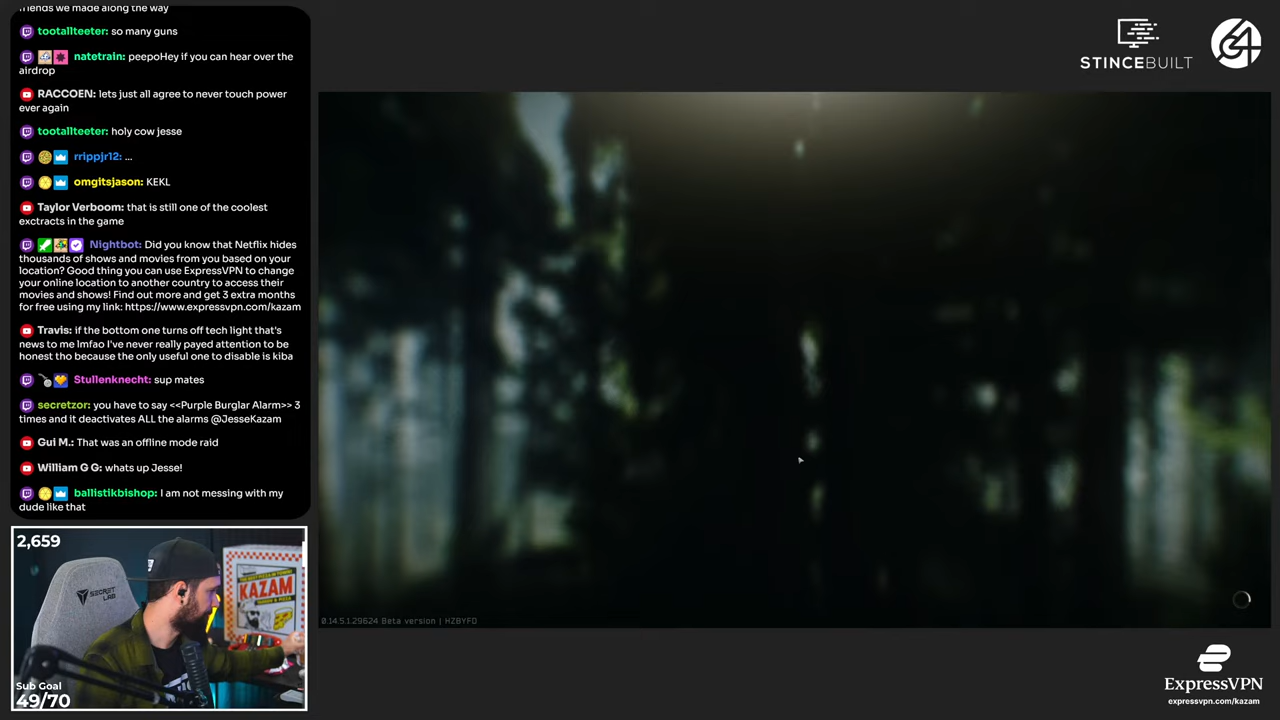 friends we made along the way
tootallteeter: so many guns
natetrain: peepoHey if you can hear over the
airdrop
RACCOEN: lets just all agree to never touch power
ever again
tootallteeter: holy cow jesse
rrippjr12: ...
omgitsjason: KEKL
Taylor Verboom: that is still one of the coolest
exctracts in the game
Nightbot: Did you know that Netflix hides
thousands of shows and movies from you based on your
location? Good thing you can use ExpressVPN to change
your online location to another country to access their
movies and shows! Find out more and get 3 extra months
for free using my link: https://www.expressvpn.com/kazam
Travis: if the bottom one turns off tech light that's
news to me lmfao I've never really payed attention to be
honest tho because the only useful one to disable is kiba
Stullenknecht: sup mates
secretzor: you have to say <<Purple Burglar Alarm>> 3
times and it deactivates ALL the alarms @JesseKazam
Gui M.: That was an offline mode raid
William G G: whats up Jesse!
ballistikbishop: I am not messing with my
dude like that
2,659
SECRETLAB
KAZAM
Sub Goal
49/70
0.14.5.1.29624 Beta version | HZBYFD
STINCEBUILT
G4
ExpressVPN
expressvpn.com/kazam